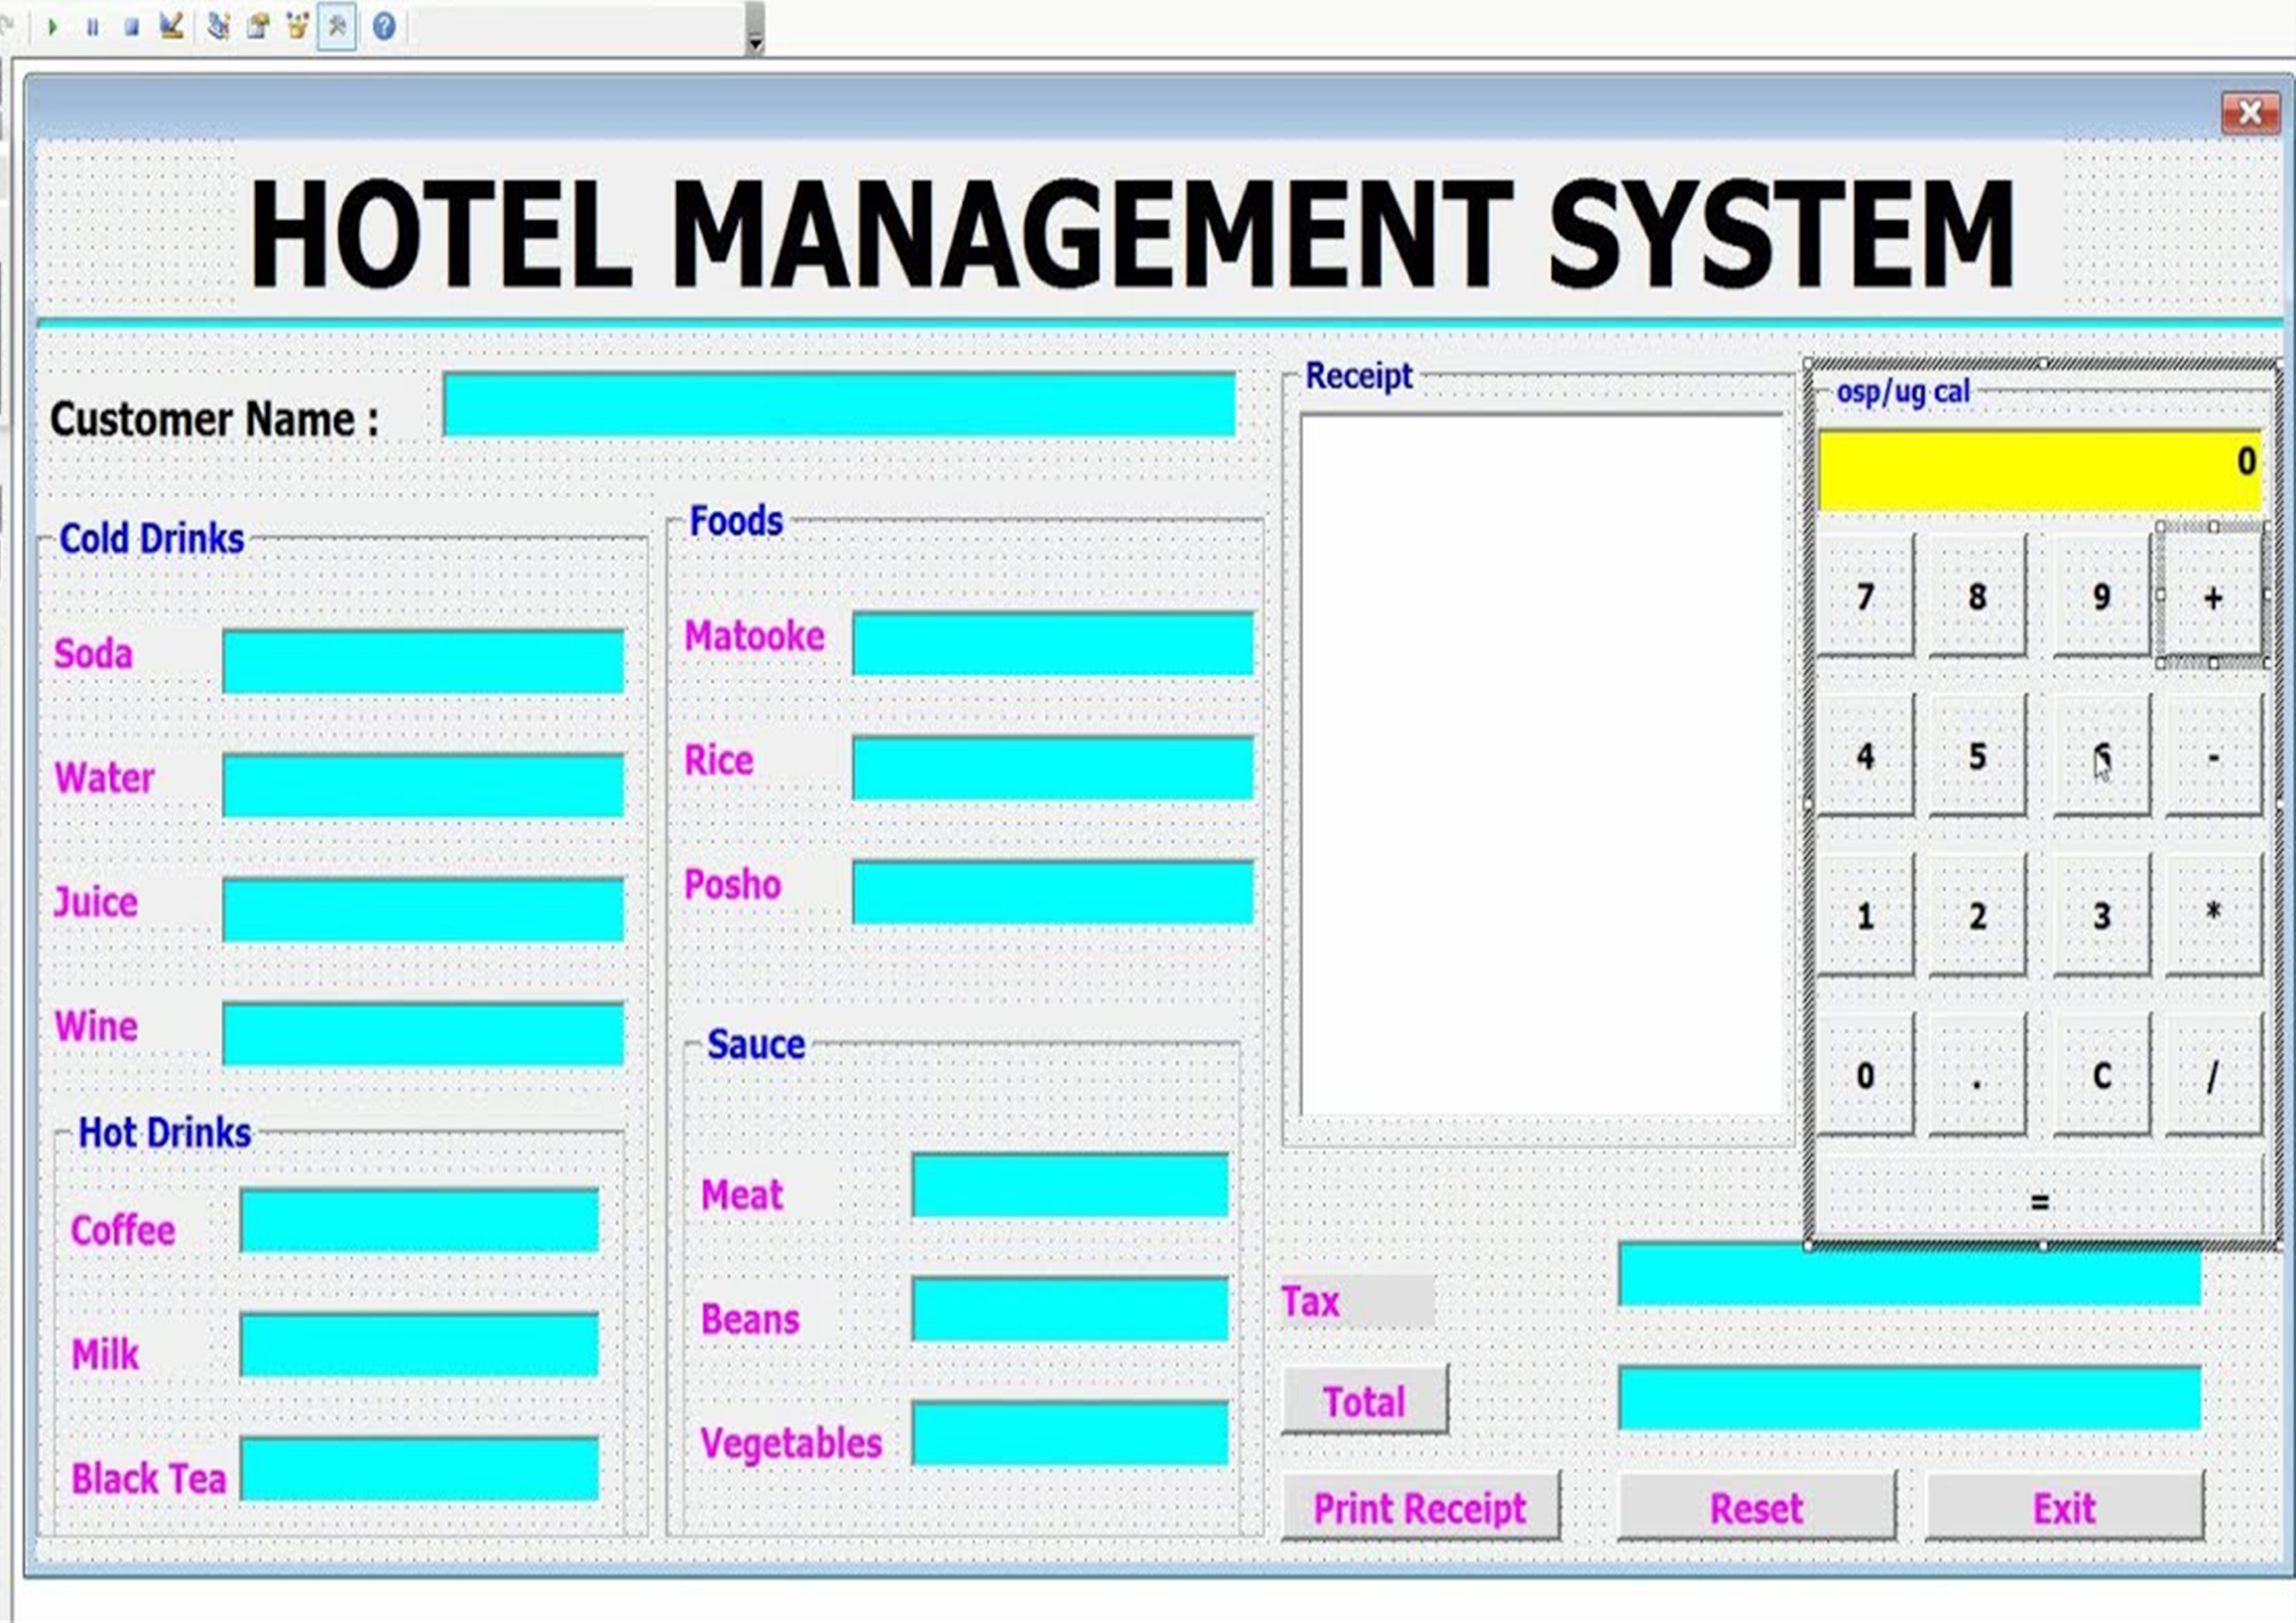 HOTEL MANAGEMENT SYSTEM
Customer Name :
Cold Drinks
Soda
Water
Juice
Wine
Hot Drinks
Coffee
Milk
Black Tea
Foods
Matooke
Rice
Posho
Sauce
Meat
Beans
Vegetables
Receipt
osp/ug cal
0
7 8 9 +
4 5 6 -
1 2 3 *
0 . C /
=
Tax
Total
Print Receipt
Reset
Exit